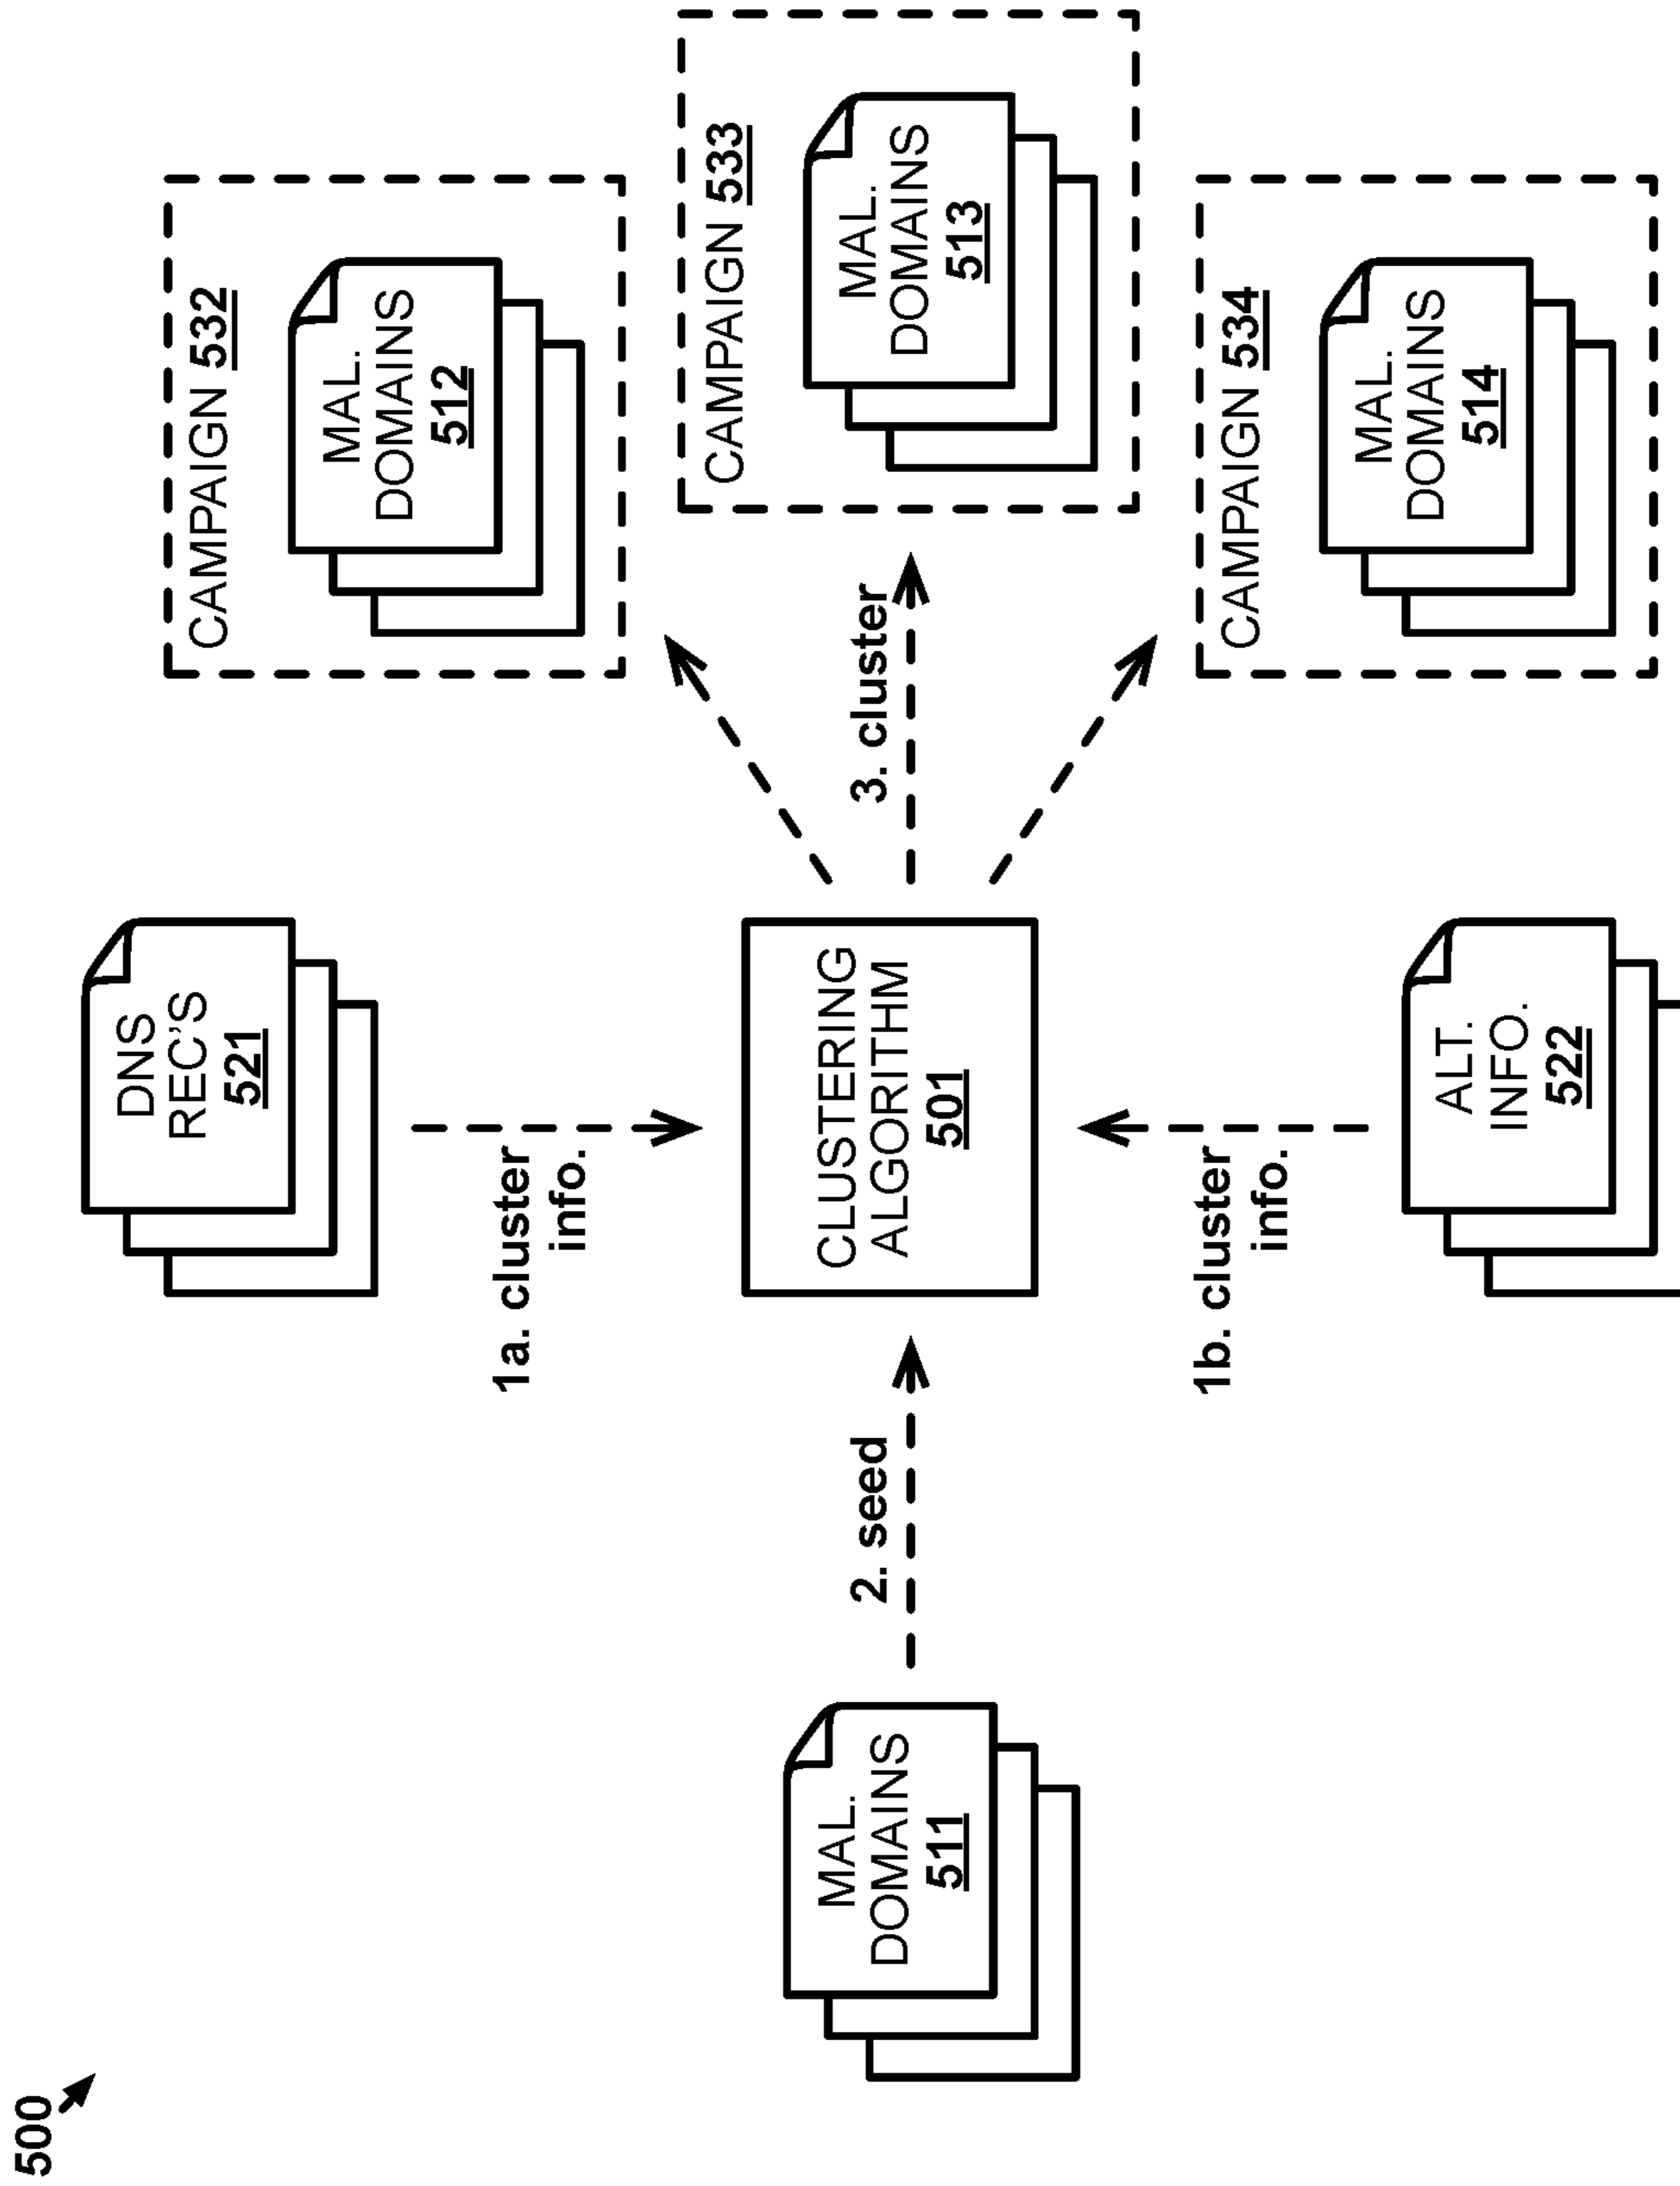 500
DNS
REC'S
521
CAMPAIGN 532
MAL.
DOMAINS
512
1a. cluster
info.
MAL.
DOMAINS
511
2. seed
CLUSTERING
ALGORITHM
501
3. cluster
CAMPAIGN 533
MAL.
DOMAINS
513
1b. cluster
info.
ALT.
INFO.
522
CAMPAIGN 534
MAL.
DOMAINS
514